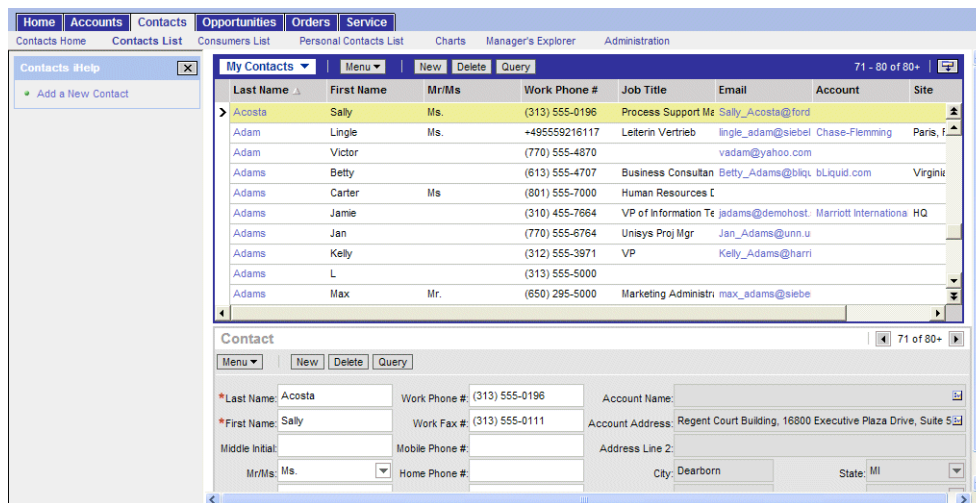 Home Accounts Contacts Opportunities Orders Service
Contacts Home Contacts List Consumers List Personal Contacts List Charts Manager's Explorer Administration
Contacts iHelp
Add a New Contact
My Contacts Menu New Delete Query 71 - 80 of 80+
Last Name First Name Mr/Ms Work Phone # Job Title Email Account Site
Acosta Sally Ms. (313) 555-0196 Process Support Ma Sally_Acosta@ford
Adam Lingle Ms. +495559216117 Leiterin Vertrieb lingle_adam@siebel Chase-Flemming Paris, F
Adam Victor (770) 555-4870 vadam@yahoo.com
Adams Betty (613) 555-4707 Business Consultan Betty_Adams@bliqu bLiquid.com Virginia
Adams Carter Ms (801) 555-7000 Human Resources D
Adams Jamie (310) 455-7664 VP of Information Te jadams@demohost. Marriott Internationa HQ
Adams Jan (770) 555-6764 Unisys Proj Mgr Jan_Adams@unn.u
Adams Kelly (312) 555-3971 VP Kelly_Adams@harri
Adams L (313) 555-5000
Adams Max Mr. (650) 295-5000 Marketing Administra max_adams@siebe
Contact 71 of 80+
Menu New Delete Query
*Last Name: Acosta Work Phone #: (313) 555-0196 Account Name:
*First Name: Sally Work Fax #: (313) 555-0111 Account Address: Regent Court Building, 16800 Executive Plaza Drive, Suite 5
Middle Initial: Mobile Phone #: Address Line 2:
Mr/Ms: Ms. Home Phone #: City: Dearborn State: MI